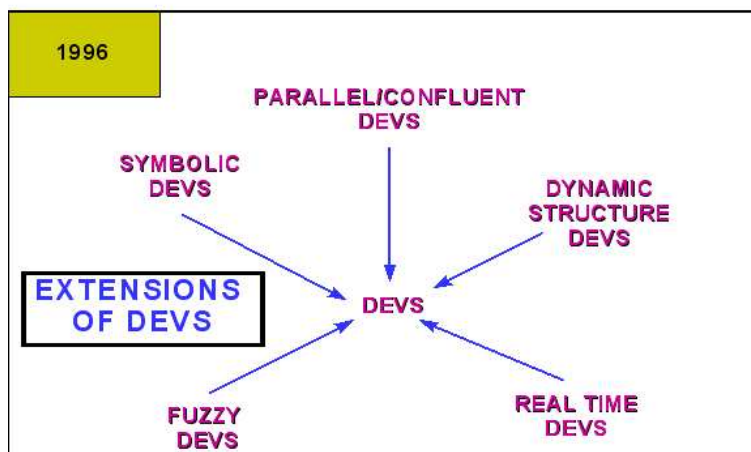 1996
PARALLEL/CONFLUENT
DEVS
SYMBOLIC
DEVS
DYNAMIC
STRUCTURE
DEVS
EXTENSIONS
OF DEVS
DEVS
FUZZY
DEVS
REAL TIME
DEVS